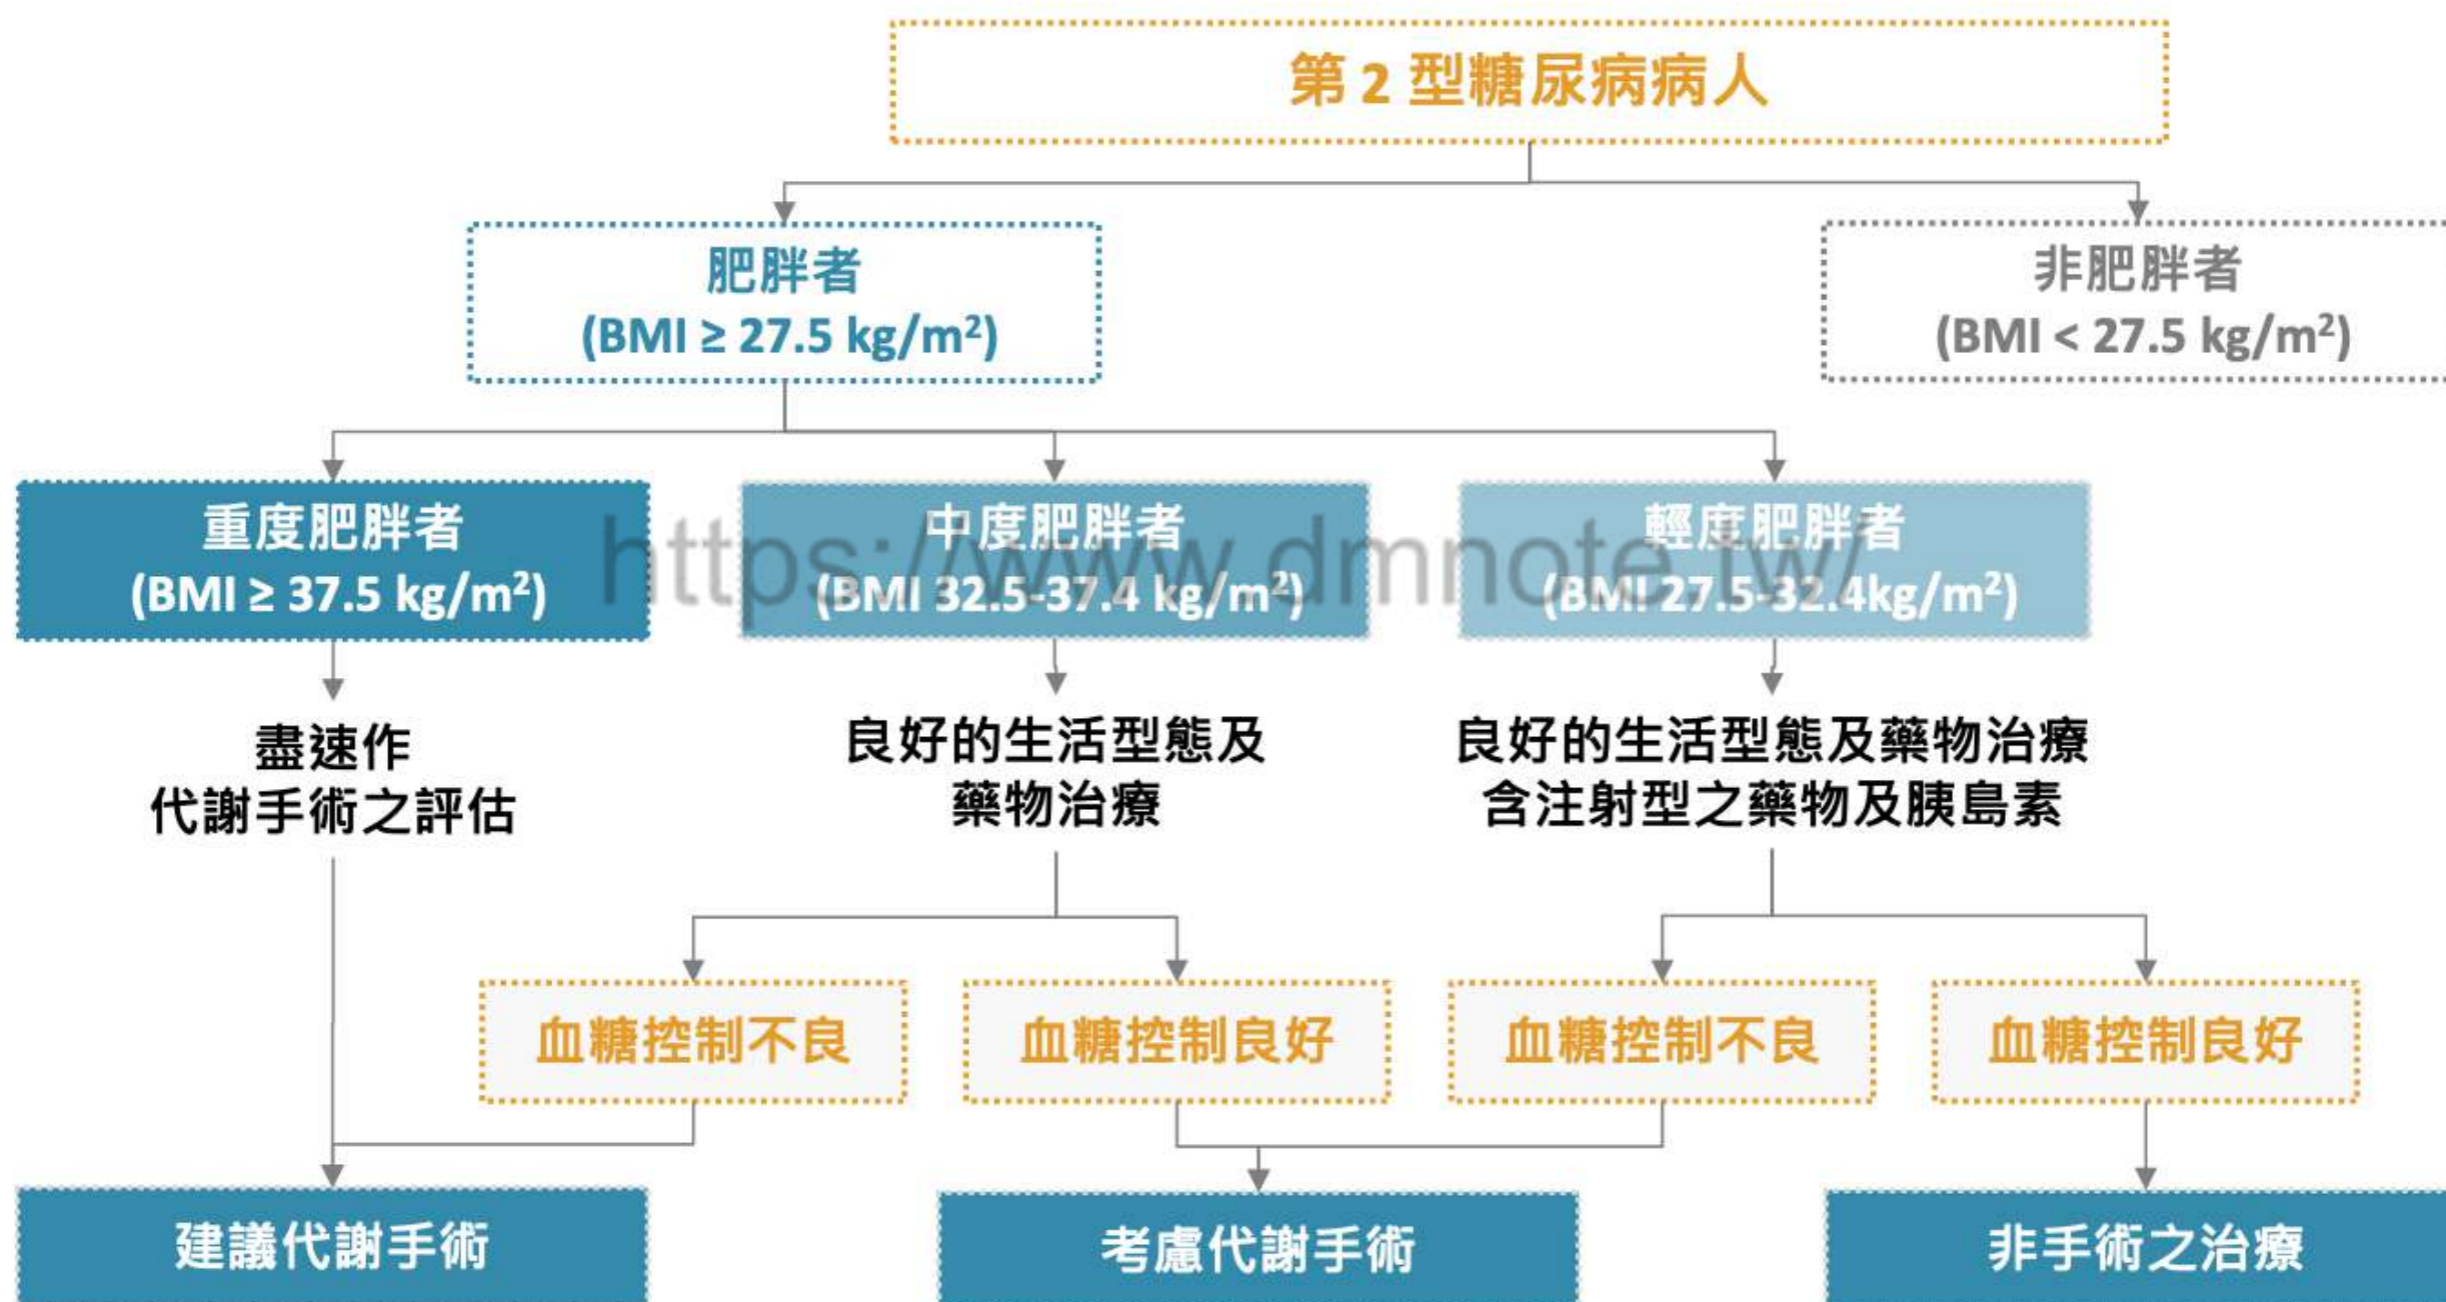 第 2 型糖尿病病人
肥胖者
(BMI ≥ 27.5 kg/m²)
非肥胖者
(BMI < 27.5 kg/m²)
重度肥胖者
(BMI ≥ 37.5 kg/m²)
中度肥胖者
(BMI 32.5-37.4 kg/m²)
輕度肥胖者
(BMI 27.5-32.4kg/m²)
https://www.dmnote.tw/
盡速作
代謝手術之評估
良好的生活型態及
藥物治療
良好的生活型態及藥物治療
含注射型之藥物及胰島素
血糖控制不良
血糖控制良好
血糖控制不良
血糖控制良好
建議代謝手術
考慮代謝手術
非手術之治療